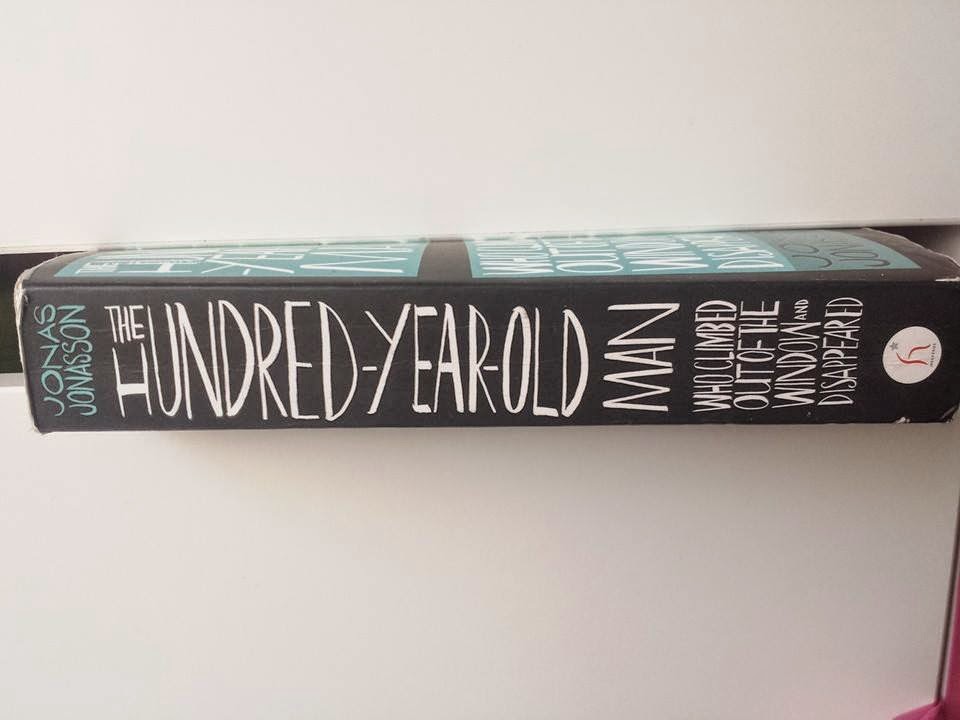 JONAS
JONASSON
THE
HUNDRED-YEAR-OLD
MAN
WHO CLIMBED
OUT OF THE
WINDOW AND
DISAPPEARED